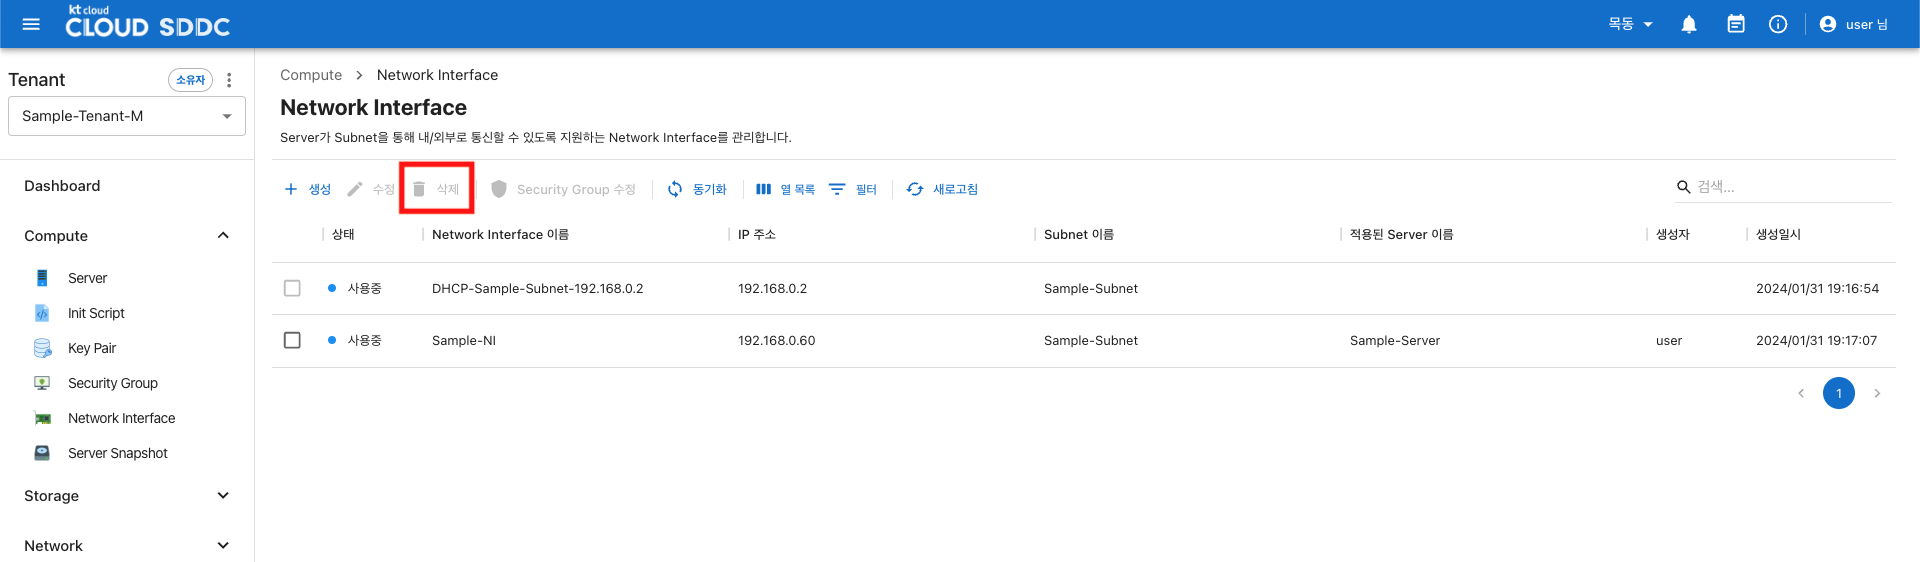 kt cloud
CLOUD SDDC
목동
user 님
Tenant
소유자
Sample-Tenant-M
Dashboard
Compute
Server
Init Script
Key Pair
Security Group
Network Interface
Server Snapshot
Storage
Network
Compute > Network Interface
Network Interface
Server가 Subnet을 통해 내/외부로 통신할 수 있도록 지원하는 Network Interface를 관리합니다.
+ 생성 수정 삭제 Security Group 수정 동기화 열 목록 필터 새로고침 검색...
상태 Network Interface 이름 IP 주소 Subnet 이름 적용된 Server 이름 생성자 생성일시
사용중 DHCP-Sample-Subnet-192.168.0.2 192.168.0.2 Sample-Subnet 2024/01/31 19:16:54
사용중 Sample-NI 192.168.0.60 Sample-Subnet Sample-Server user 2024/01/31 19:17:07
1